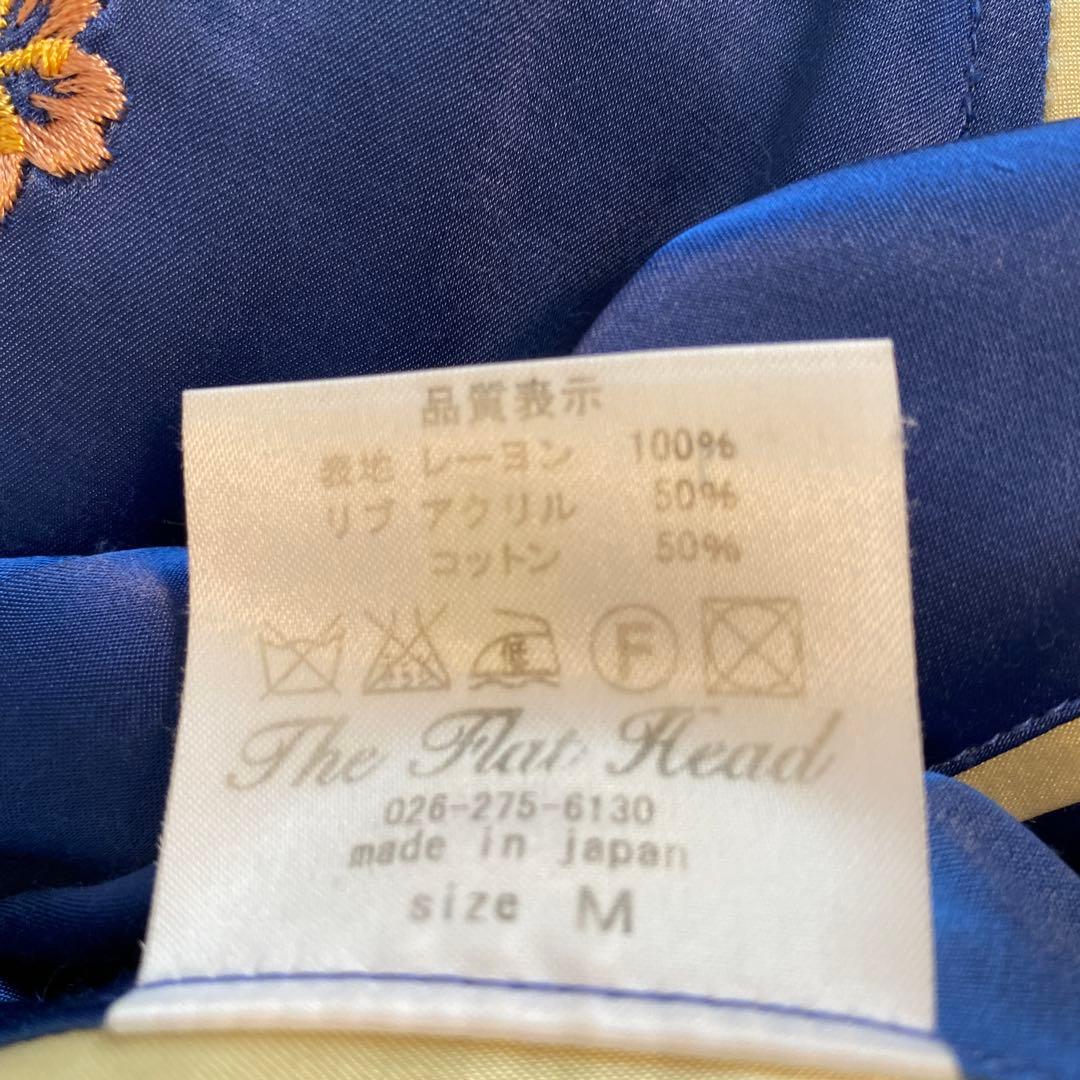 品質表示
表地 レーヨン 100%
リブ アクリル 50%
コットン 50%
低 F
The Flat Head
026-275-6130
made in japan
size M